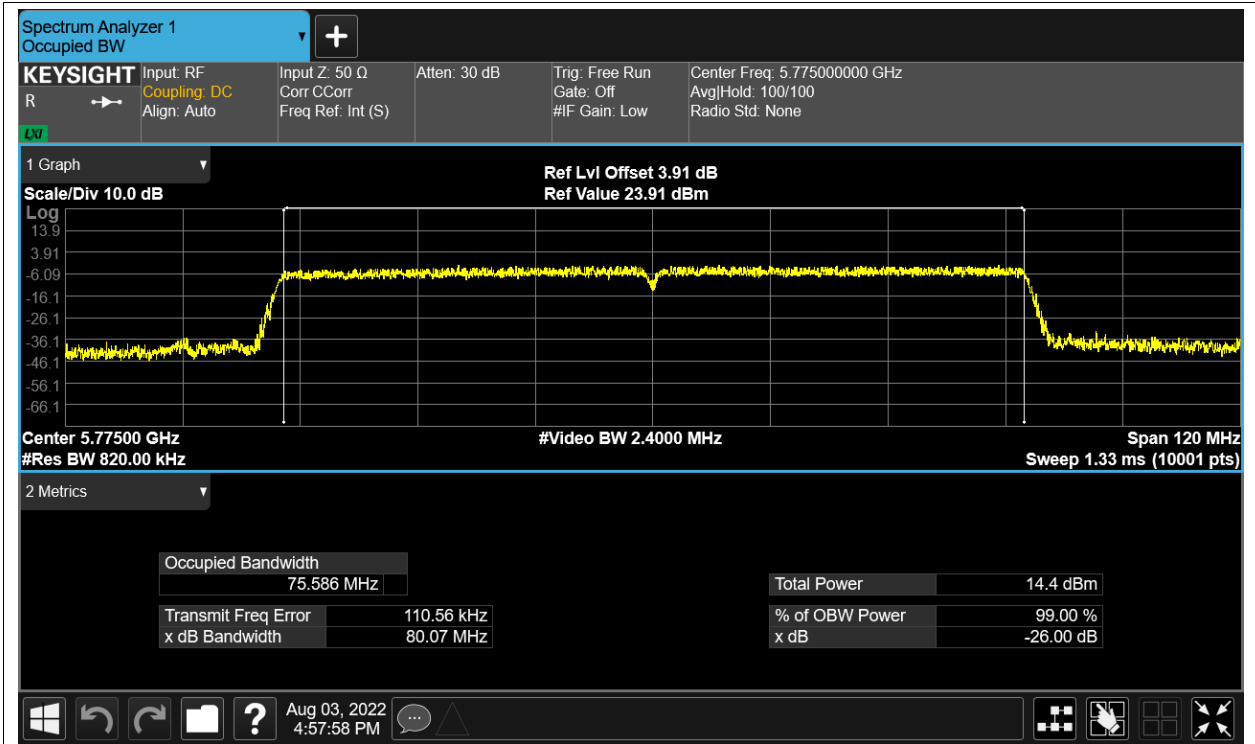 Spectrum Analyzer 1
Occupied BW
KEYSIGHT
R
LXI
Input: RF
Coupling: DC
Align: Auto
Input Z: 50 Ω
Corr CCorr
Freq Ref: Int (S)
Atten: 30 dB
Trig: Free Run
Gate: Off
#IF Gain: Low
Center Freq: 5.775000000 GHz
Avg|Hold: 100/100
Radio Std: None
1 Graph
Scale/Div 10.0 dB
Ref Lvl Offset 3.91 dB
Ref Value 23.91 dBm
Log
13.9
3.91
-6.09
-16.1
-26.1
-36.1
-46.1
-56.1
-66.1
Center 5.77500 GHz
#Video BW 2.4000 MHz
Span 120 MHz
#Res BW 820.00 kHz
Sweep 1.33 ms (10001 pts)
2 Metrics
Occupied Bandwidth
75.586 MHz
Transmit Freq Error 110.56 kHz
x dB Bandwidth 80.07 MHz
Total Power 14.4 dBm
% of OBW Power 99.00 %
x dB -26.00 dB
?
Aug 03, 2022
4:57:58 PM